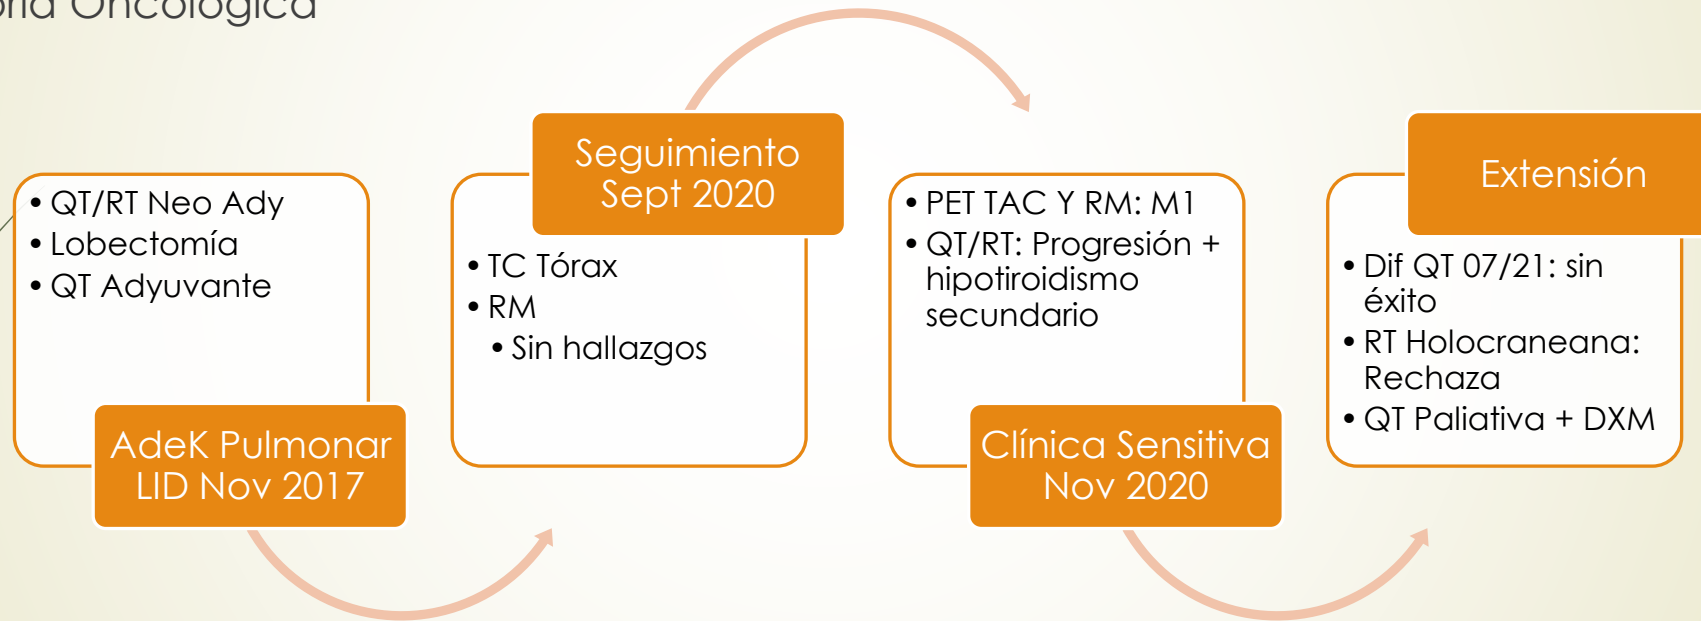 Oncológica
• QT/RT Neo Ady
• Lobectomía
• QT Adyuvante
AdeK Pulmonar
LID Nov 2017
Seguimiento
Sept 2020
• TC Tórax
• RM
• Sin hallazgos
• PET TAC Y RM: M1
• QT/RT: Progresión +
hipotiroidismo
secundario
Clínica Sensitiva
Nov 2020
Extensión
• Dif QT 07/21: sin
éxito
• RT Holocraneana:
Rechaza
• QT Paliativa + DXM